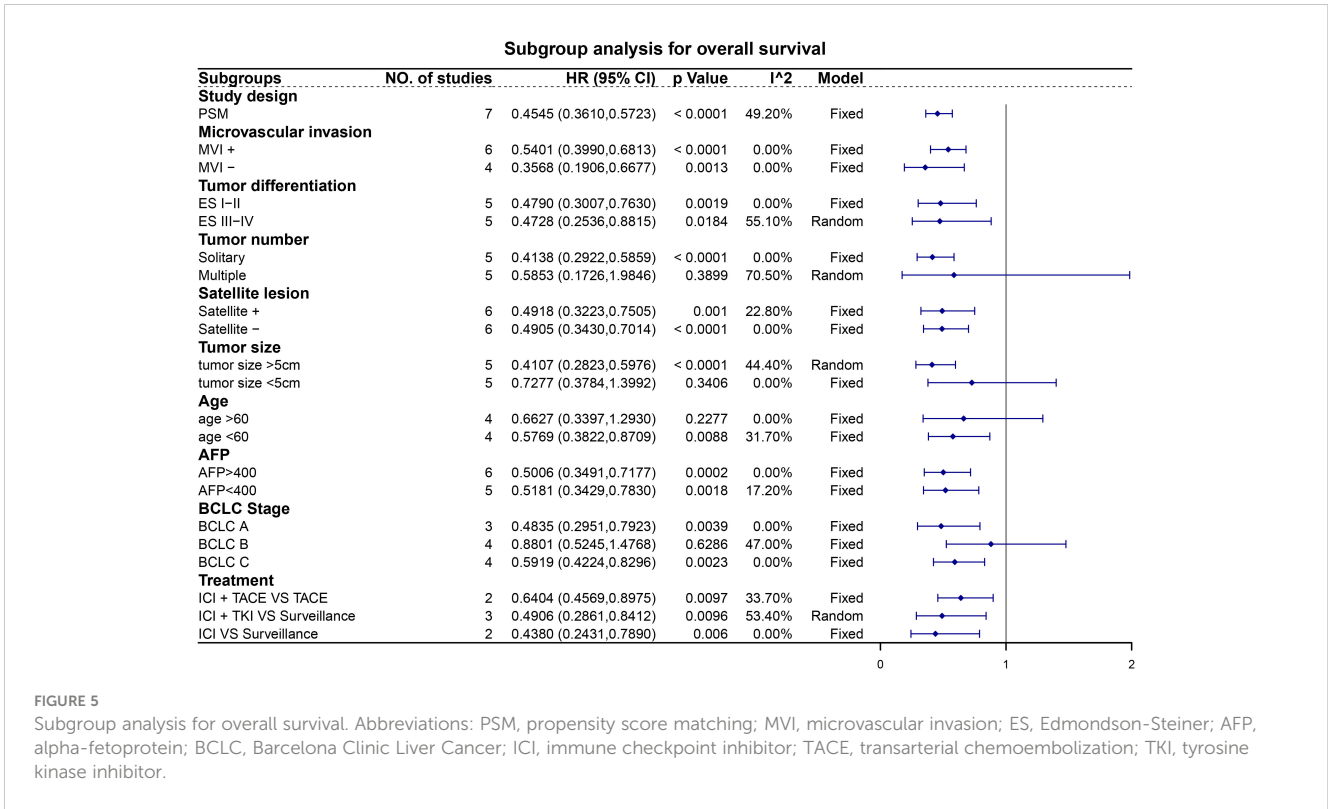 Subgroup analysis for overall survival
Subgroups NO. of studies HR (95% CI) p Value I^2 Model
Study design
PSM 7 0.4545 (0.3610,0.5723) < 0.0001 49.20% Fixed
Microvascular invasion
MVI + 6 0.5401 (0.3990,0.6813) < 0.0001 0.00% Fixed
MVI − 4 0.3568 (0.1906,0.6677) 0.0013 0.00% Fixed
Tumor differentiation
ES I−II 5 0.4790 (0.3007,0.7630) 0.0019 0.00% Fixed
ES III−IV 5 0.4728 (0.2536,0.8815) 0.0184 55.10% Random
Tumor number
Solitary 5 0.4138 (0.2922,0.5859) < 0.0001 0.00% Fixed
Multiple 5 0.5853 (0.1726,1.9846) 0.3899 70.50% Random
Satellite lesion
Satellite + 6 0.4918 (0.3223,0.7505) 0.001 22.80% Fixed
Satellite − 6 0.4905 (0.3430,0.7014) < 0.0001 0.00% Fixed
Tumor size
tumor size >5cm 5 0.4107 (0.2823,0.5976) < 0.0001 44.40% Random
tumor size <5cm 5 0.7277 (0.3784,1.3992) 0.3406 0.00% Fixed
Age
age >60 4 0.6627 (0.3397,1.2930) 0.2277 0.00% Fixed
age <60 4 0.5769 (0.3822,0.8709) 0.0088 31.70% Fixed
AFP
AFP>400 6 0.5006 (0.3491,0.7177) 0.0002 0.00% Fixed
AFP<400 5 0.5181 (0.3429,0.7830) 0.0018 17.20% Fixed
BCLC Stage
BCLC A 3 0.4835 (0.2951,0.7923) 0.0039 0.00% Fixed
BCLC B 4 0.8801 (0.5245,1.4768) 0.6286 47.00% Fixed
BCLC C 4 0.5919 (0.4224,0.8296) 0.0023 0.00% Fixed
Treatment
ICI + TACE VS TACE 2 0.6404 (0.4569,0.8975) 0.0097 33.70% Fixed
ICI + TKI VS Surveillance 3 0.4906 (0.2861,0.8412) 0.0096 53.40% Random
ICI VS Surveillance 2 0.4380 (0.2431,0.7890) 0.006 0.00% Fixed
0 1 2
FIGURE 5
Subgroup analysis for overall survival. Abbreviations: PSM, propensity score matching; MVI, microvascular invasion; ES, Edmondson-Steiner; AFP,
alpha-fetoprotein; BCLC, Barcelona Clinic Liver Cancer; ICI, immune checkpoint inhibitor; TACE, transarterial chemoembolization; TKI, tyrosine
kinase inhibitor.